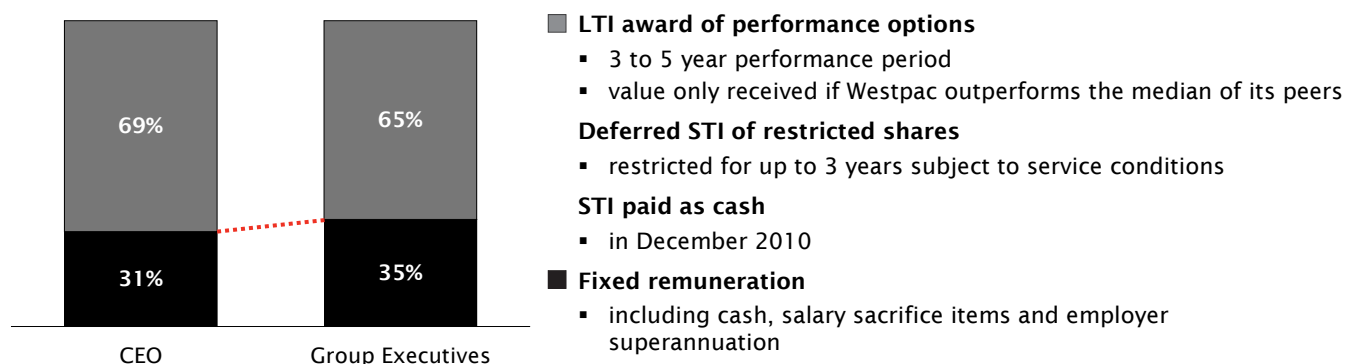 69%
65%
31%
35%
CEO
Group Executives
LTI award of performance options
▪ 3 to 5 year performance period
▪ value only received if Westpac outperforms the median of its peers
Deferred STI of restricted shares
▪ restricted for up to 3 years subject to service conditions
STI paid as cash
▪ in December 2010
Fixed remuneration
▪ including cash, salary sacrifice items and employer
superannuation